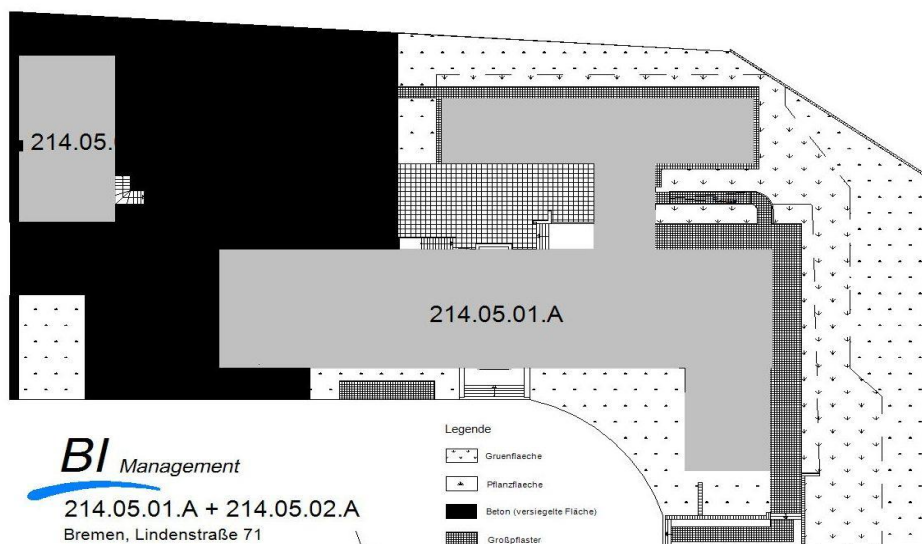 214.05.
214.05.01.A
BI Management
214.05.01.A + 214.05.02.A
Bremen, Lindenstraße 71
Legende
Gruenflaeche
Pflanzflaeche
Beton (versiegelte Fläche)
Großpflaster